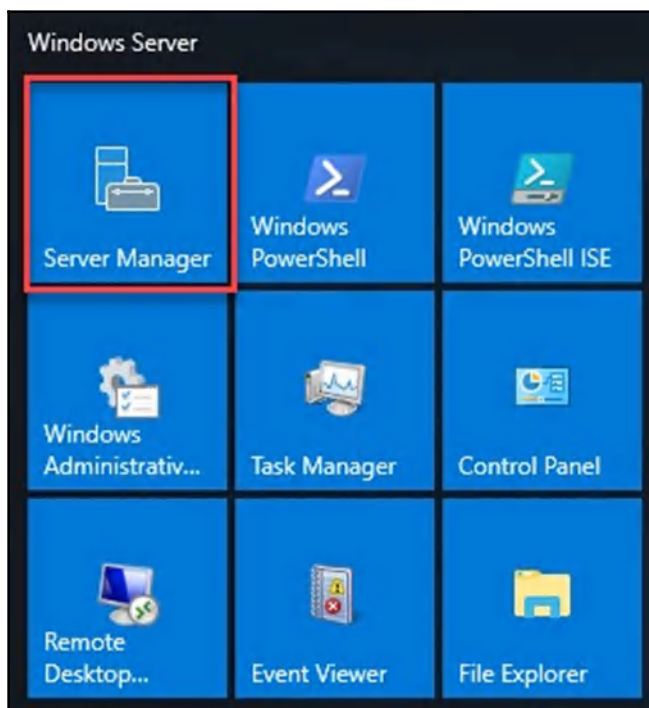 Windows Server
Server Manager
Windows
PowerShell
Windows
PowerShell ISE
Windows
Administrativ...
Task Manager
Control Panel
Remote
Desktop...
Event Viewer
File Explorer